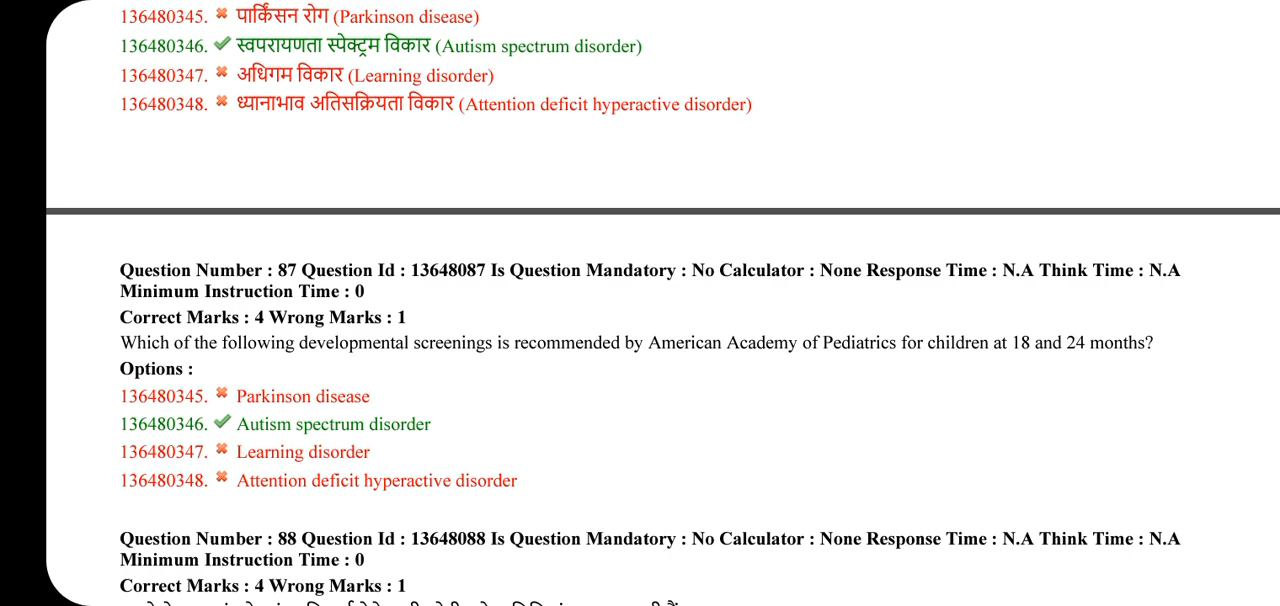 136480345. ✖ पार्किंसन रोग (Parkinson disease)
136480346. ✔ स्वपरायणता स्पेक्ट्रम विकार (Autism spectrum disorder)
136480347. ✖ अधिगम विकार (Learning disorder)
136480348. ✖ ध्यानाभाव अतिसक्रियता विकार (Attention deficit hyperactive disorder)
Question Number : 87 Question Id : 13648087 Is Question Mandatory : No Calculator : None Response Time : N.A Think Time : N.A
Minimum Instruction Time : 0
Correct Marks : 4 Wrong Marks : 1
Which of the following developmental screenings is recommended by American Academy of Pediatrics for children at 18 and 24 months?
Options :
136480345. ✖ Parkinson disease
136480346. ✔ Autism spectrum disorder
136480347. ✖ Learning disorder
136480348. ✖ Attention deficit hyperactive disorder
Question Number : 88 Question Id : 13648088 Is Question Mandatory : No Calculator : None Response Time : N.A Think Time : N.A
Minimum Instruction Time : 0
Correct Marks : 4 Wrong Marks : 1